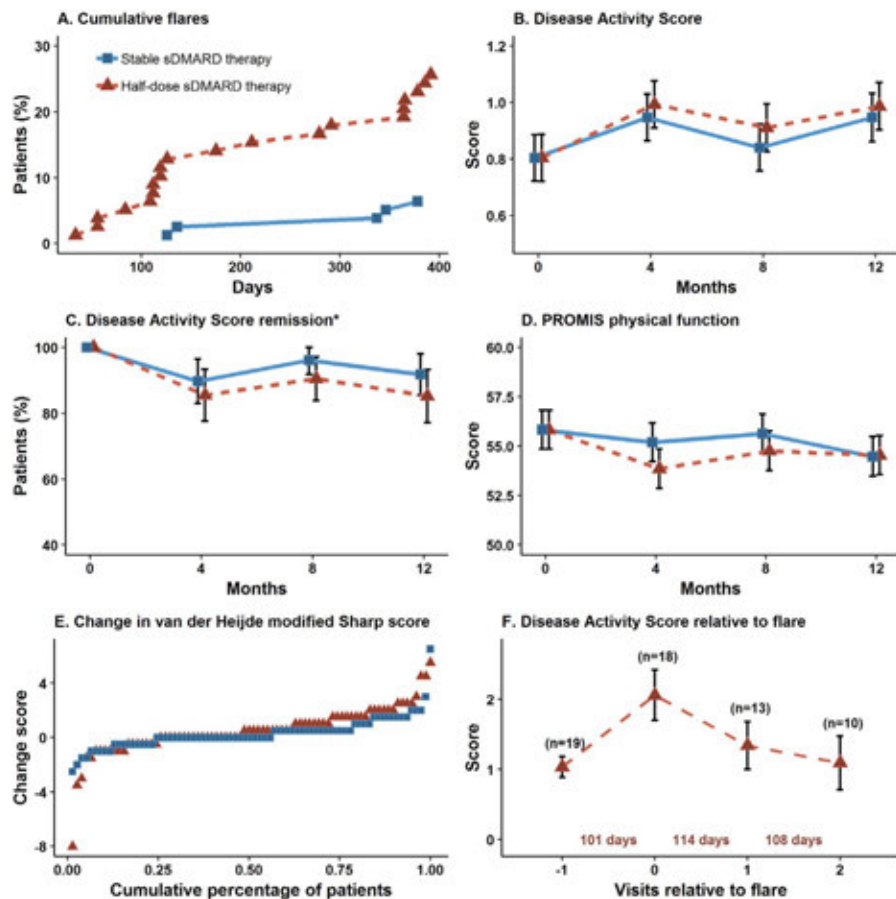 A. Cumulative flares
Patients (%)
30
20
10
0
Stable sDMARD therapy
Half-dose sDMARD therapy
100
200
300
400
Days
B. Disease Activity Score
Score
1.2
1.0
0.8
0.6
0
4
8
12
Months
C. Disease Activity Score remission*
Patients (%)
100
80
60
40
0
4
8
12
Months
D. PROMIS physical function
Score
60.0
57.5
55.0
52.5
50.0
0
4
8
12
Months
E. Change in van der Heijde modified Sharp score
Change score
4
0
-4
-8
0.00
0.25
0.50
0.75
1.00
Cumulative percentage of patients
F. Disease Activity Score relative to flare
Score
2
1
0
(n=19)
(n=18)
(n=13)
(n=10)
101 days
114 days
108 days
-1
0
1
2
Visits relative to flare